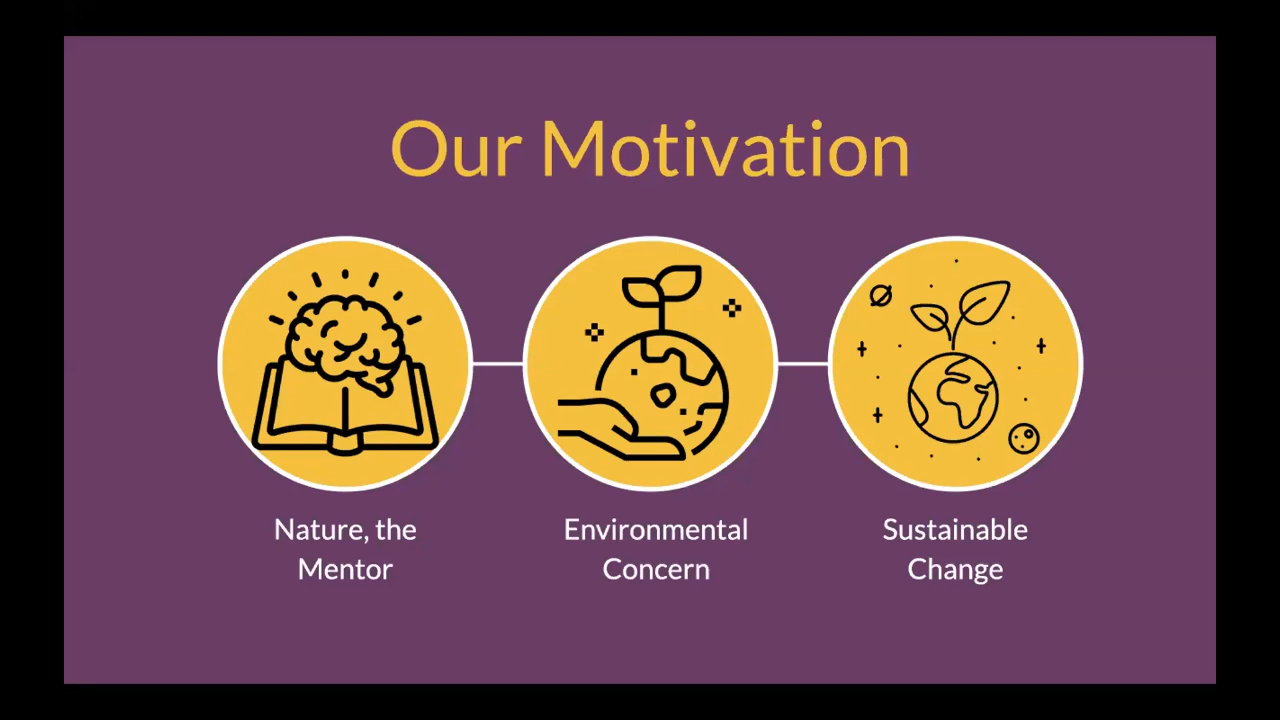 Our Motivation
Nature, the
Mentor
Environmental
Concern
Sustainable
Change